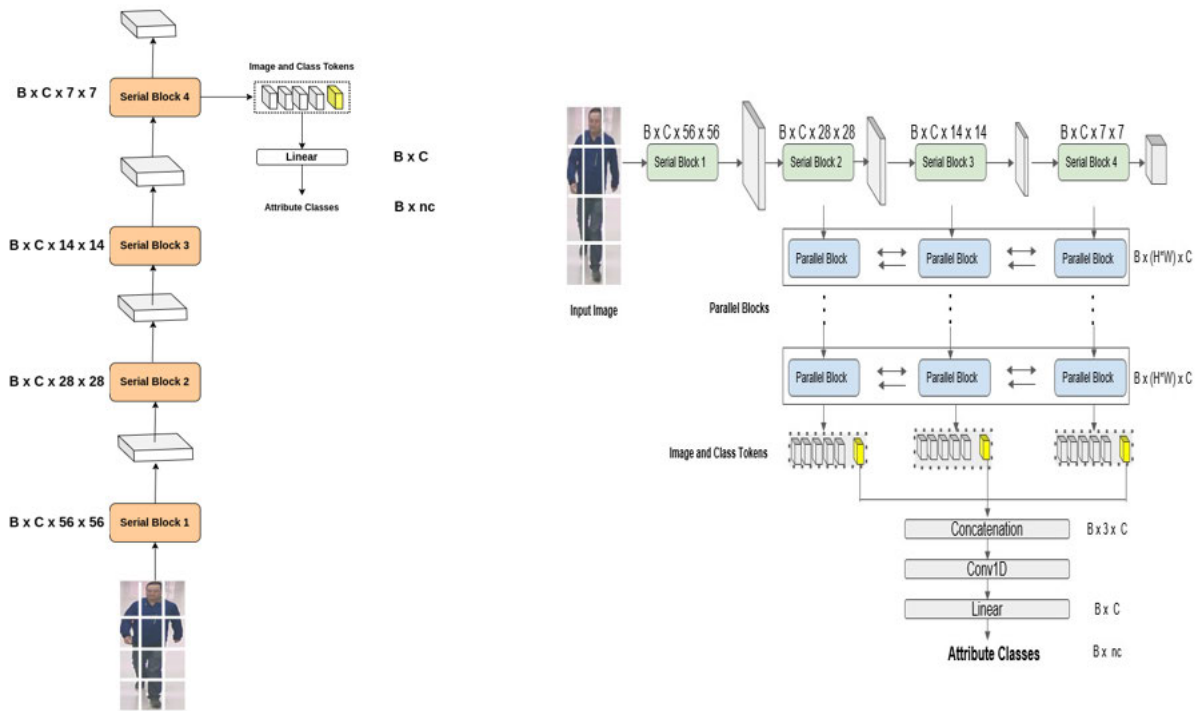 B x C x 7 x 7
Serial Block 4
Image and Class Tokens
Linear
B x C
Attribute Classes
B x nc
B x C x 14 x 14
Serial Block 3
B x C x 28 x 28
Serial Block 2
B x C x 56 x 56
Serial Block 1
B x C x 56 x 56
B x C x 28 x 28
B x C x 14 x 14
B x C x 7 x 7
Serial Block 1
Serial Block 2
Serial Block 3
Serial Block 4
Input Image
Parallel Block
Parallel Block
Parallel Block
B x (H*W) x C
Parallel Blocks
Parallel Block
Parallel Block
Parallel Block
B x (H*W) x C
Image and Class Tokens
Concatenation
B x 3 x C
Conv1D
Linear
B x C
Attribute Classes
B x nc